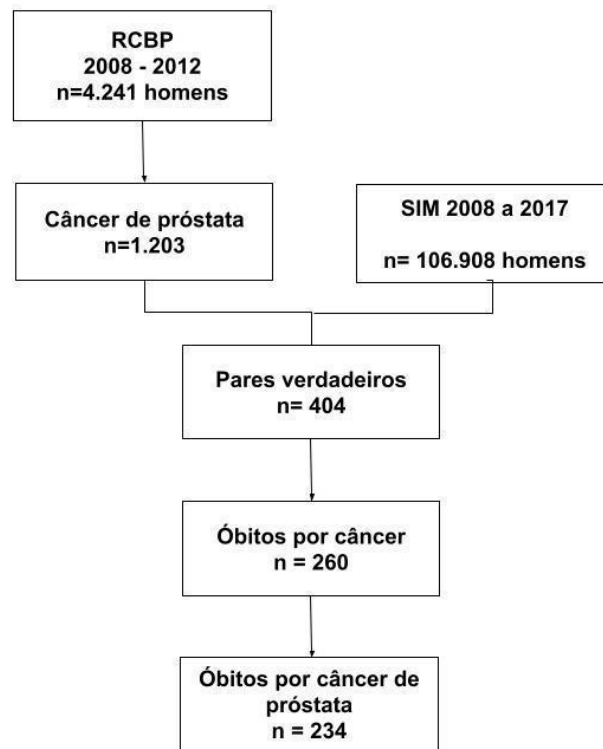 RCBP
2008 - 2012
n=4.241 homens
Câncer de próstata
n=1.203
SIM 2008 a 2017
n= 106.908 homens
Pares verdadeiros
n= 404
Óbitos por câncer
n = 260
Óbitos por câncer de
próstata
n = 234